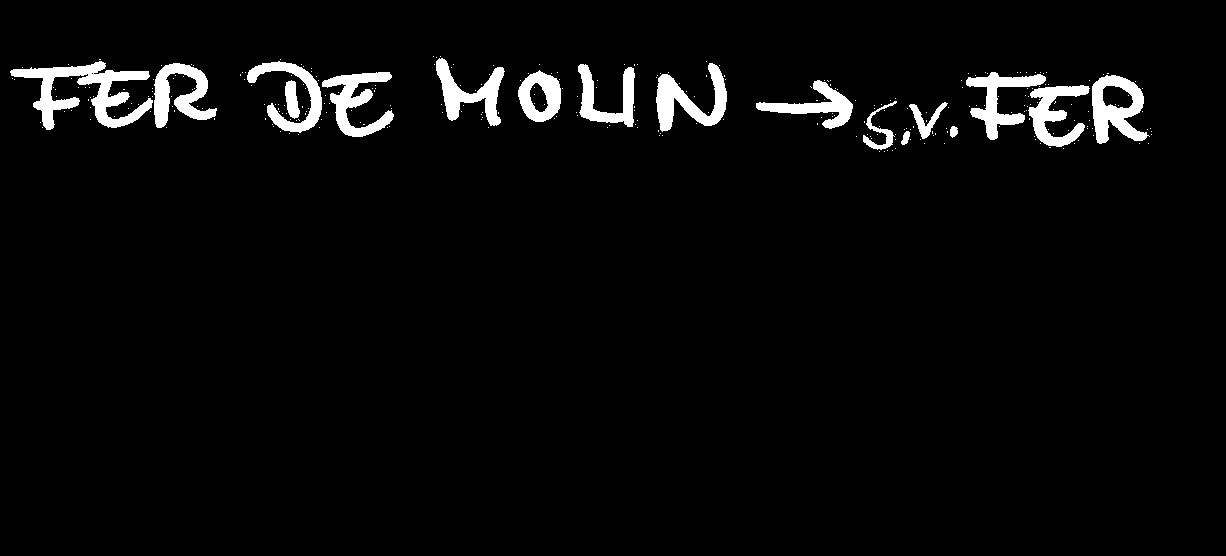 FER DE MOLIN → s.v. FER